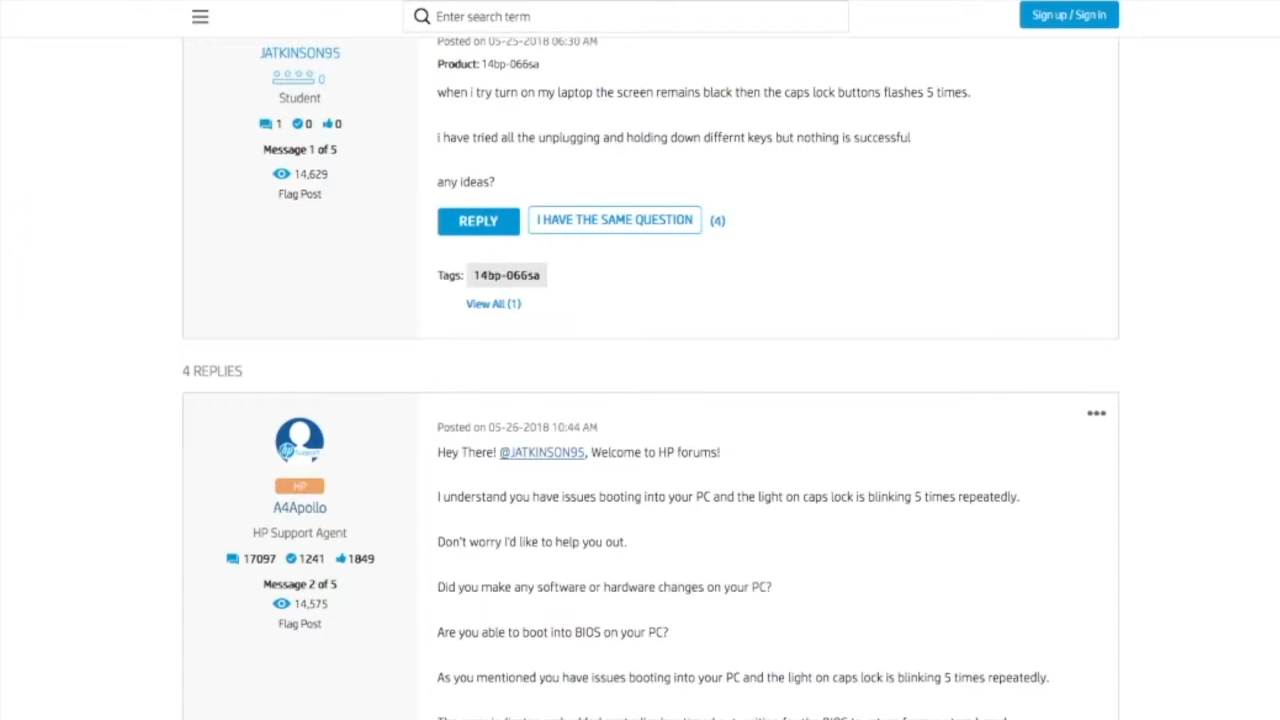 Enter search term
Sign up / Sign in
JATKINSON95
0
Student
1 0 0
Message 1 of 5
14,629
Flag Post
Posted on 05-25-2018 06:30 AM
Product: 14bp-066sa
when i try turn on my laptop the screen remains black then the caps lock buttons flashes 5 times.
i have tried all the unplugging and holding down differnt keys but nothing is successful
any ideas?
REPLY I HAVE THE SAME QUESTION (4)
Tags: 14bp-066sa
View All (1)
4 REPLIES
hp Support
HP
A4Apollo
HP Support Agent
17097 1241 1849
Message 2 of 5
14,575
Flag Post
Posted on 05-26-2018 10:44 AM
Hey There! @JATKINSON95, Welcome to HP forums!
I understand you have issues booting into your PC and the light on caps lock is blinking 5 times repeatedly.
Don't worry I'd like to help you out.
Did you make any software or hardware changes on your PC?
Are you able to boot into BIOS on your PC?
As you mentioned you have issues booting into your PC and the light on caps lock is blinking 5 times repeatedly.